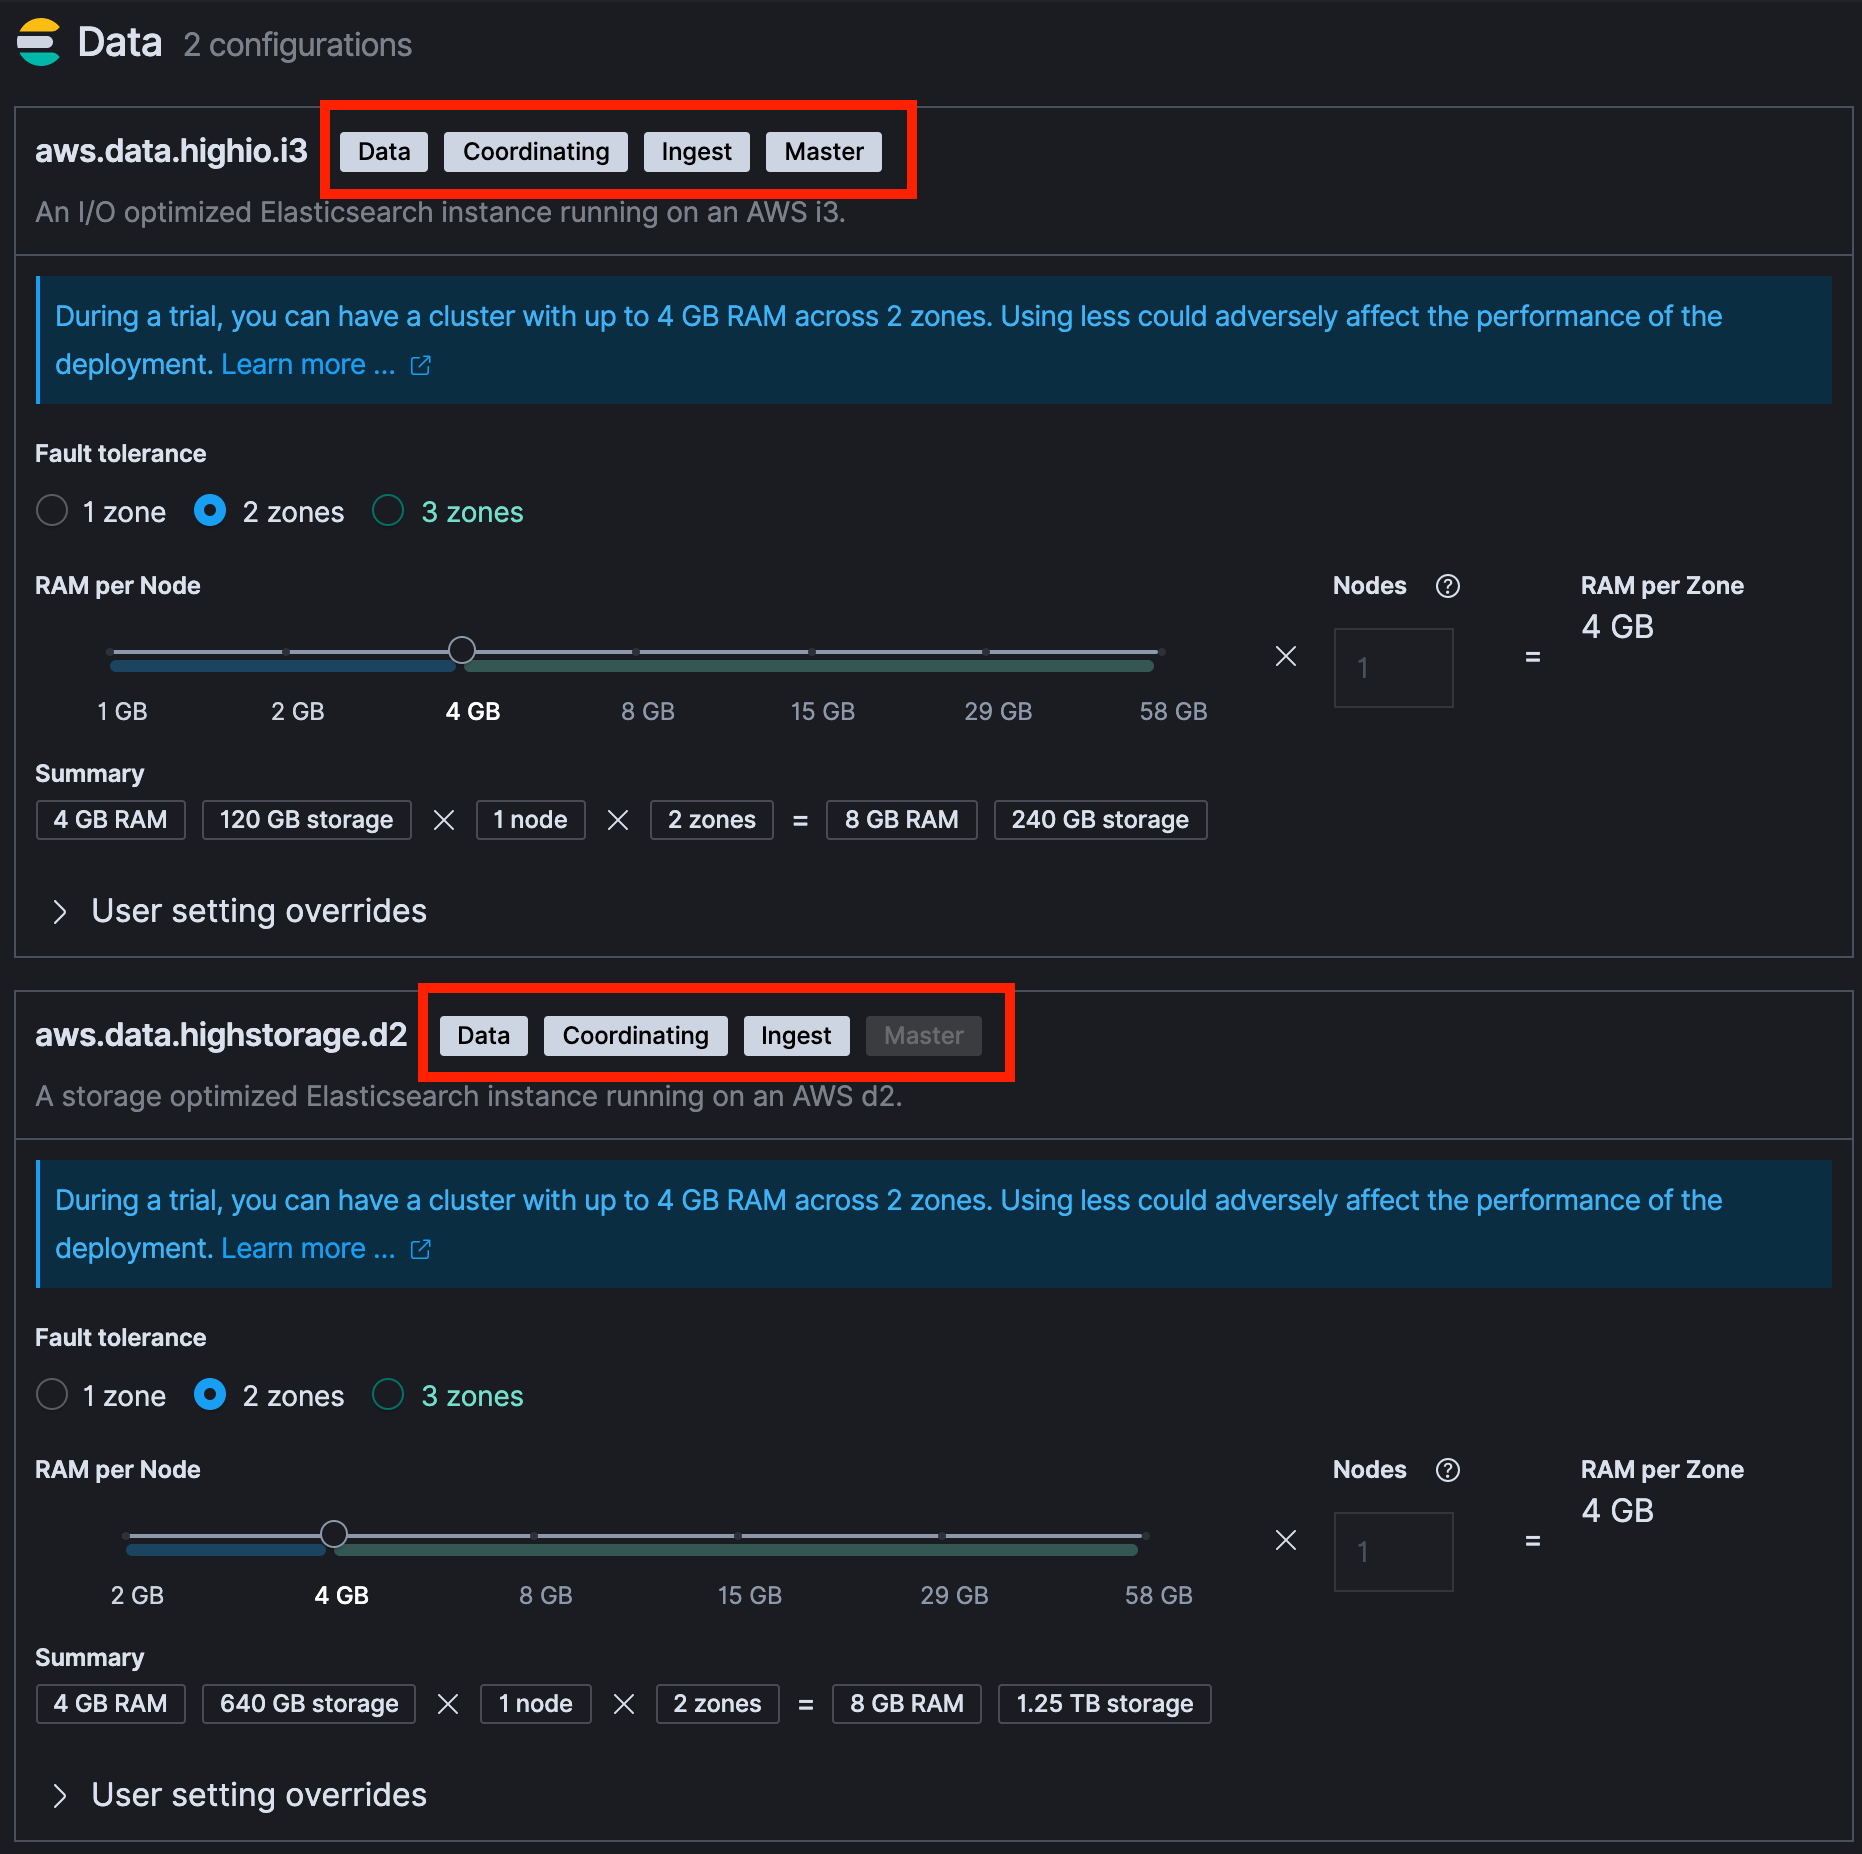 Data 2 configurations
aws.data.highio.i3 Data Coordinating Ingest Master
An I/O optimized Elasticsearch instance running on an AWS i3.
During a trial, you can have a cluster with up to 4 GB RAM across 2 zones. Using less could adversely affect the performance of the
deployment. Learn more ...
Fault tolerance
1 zone 2 zones 3 zones
RAM per Node Nodes RAM per Zone
4 GB
× 1 =
1 GB 2 GB 4 GB 8 GB 15 GB 29 GB 58 GB
Summary
4 GB RAM 120 GB storage × 1 node × 2 zones = 8 GB RAM 240 GB storage
User setting overrides
aws.data.highstorage.d2 Data Coordinating Ingest Master
A storage optimized Elasticsearch instance running on an AWS d2.
During a trial, you can have a cluster with up to 4 GB RAM across 2 zones. Using less could adversely affect the performance of the
deployment. Learn more ...
Fault tolerance
1 zone 2 zones 3 zones
RAM per Node Nodes RAM per Zone
4 GB
× 1 =
2 GB 4 GB 8 GB 15 GB 29 GB 58 GB
Summary
4 GB RAM 640 GB storage × 1 node × 2 zones = 8 GB RAM 1.25 TB storage
User setting overrides